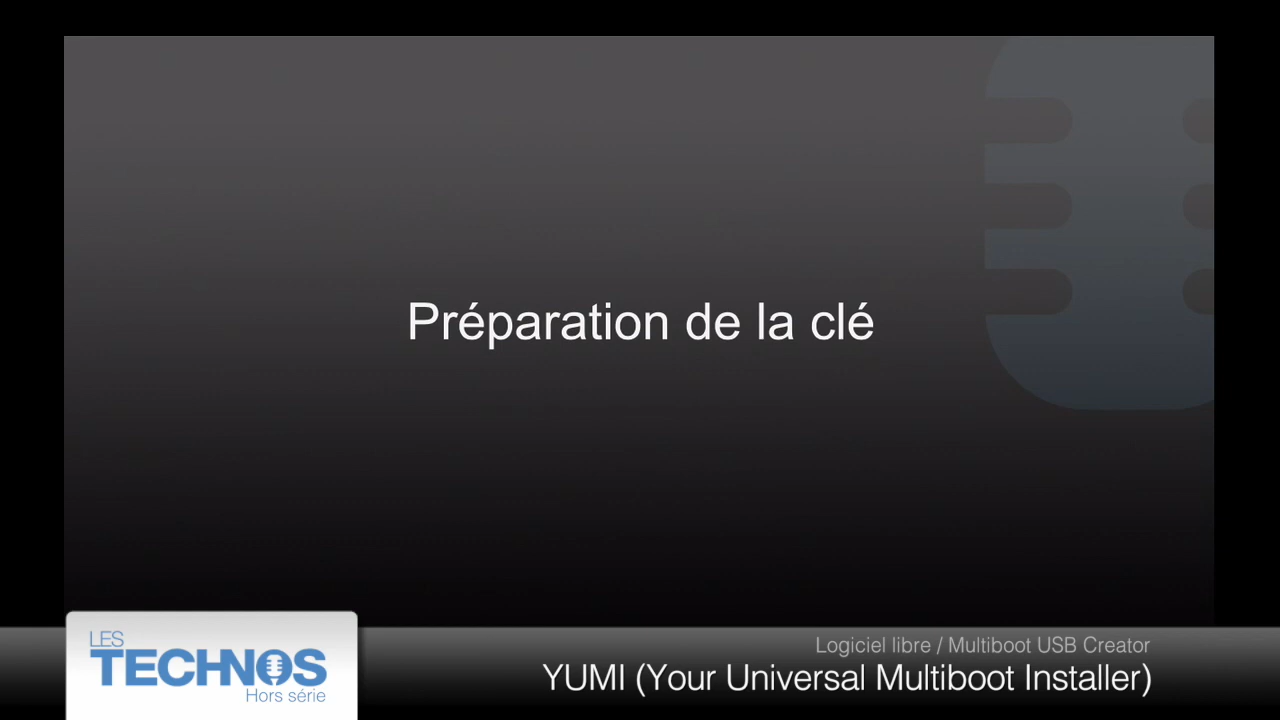 Préparation de la clé
LES
TECHNOS
Hors série
Logiciel libre / Multiboot USB Creator
YUMI (Your Universal Multiboot Installer)